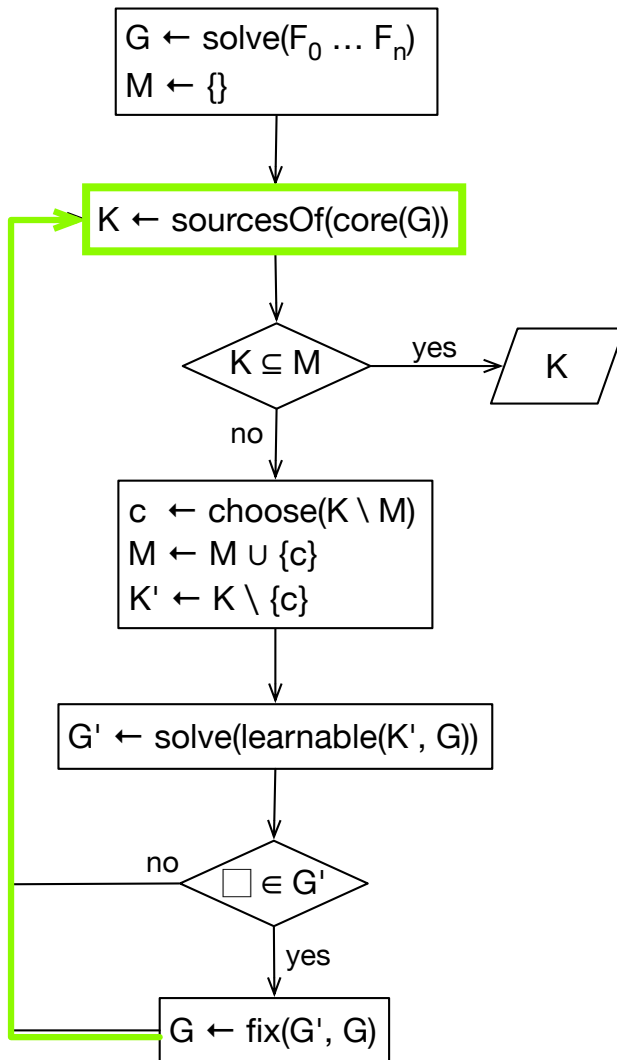 G ← solve(F₀ … Fₙ)
M ← {}
K ← sourcesOf(core(G))
K ⊆ M
yes
K
no
c ← choose(K \ M)
M ← M ∪ {c}
K' ← K \ {c}
G' ← solve(learnable(K', G))
no
□ ∈ G'
yes
G ← fix(G', G)